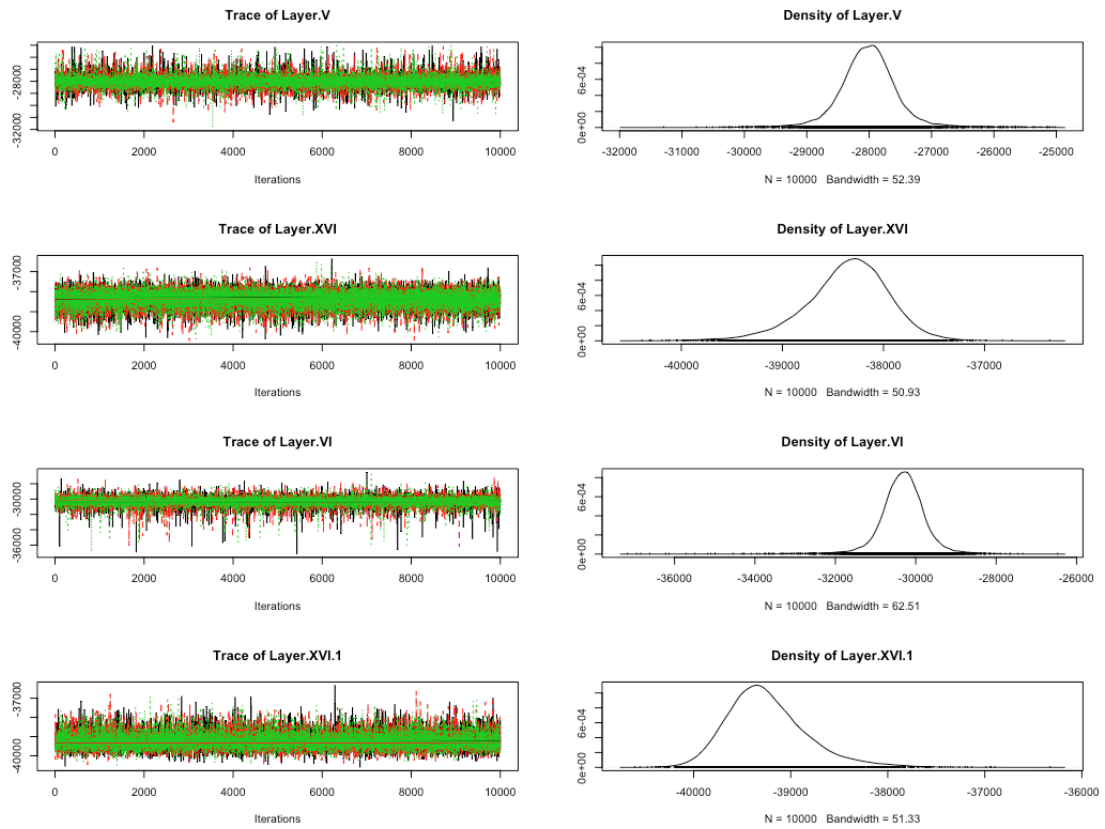 Trace of Layer.V
-28000
-32000
0 2000 4000 6000 8000 10000
Iterations
Density of Layer.V
6e-04
0e+00
-32000 -31000 -30000 -29000 -28000 -27000 -26000 -25000
N = 10000 Bandwidth = 52.39
Trace of Layer.XVI
-37000
-40000
0 2000 4000 6000 8000 10000
Iterations
Density of Layer.XVI
6e-04
0e+00
-40000 -39000 -38000 -37000
N = 10000 Bandwidth = 50.93
Trace of Layer.VI
-30000
-36000
0 2000 4000 6000 8000 10000
Iterations
Density of Layer.VI
6e-04
0e+00
-36000 -34000 -32000 -30000 -28000 -26000
N = 10000 Bandwidth = 62.51
Trace of Layer.XVI.1
-37000
-40000
0 2000 4000 6000 8000 10000
Iterations
Density of Layer.XVI.1
6e-04
0e+00
-40000 -39000 -38000 -37000 -36000
N = 10000 Bandwidth = 51.33